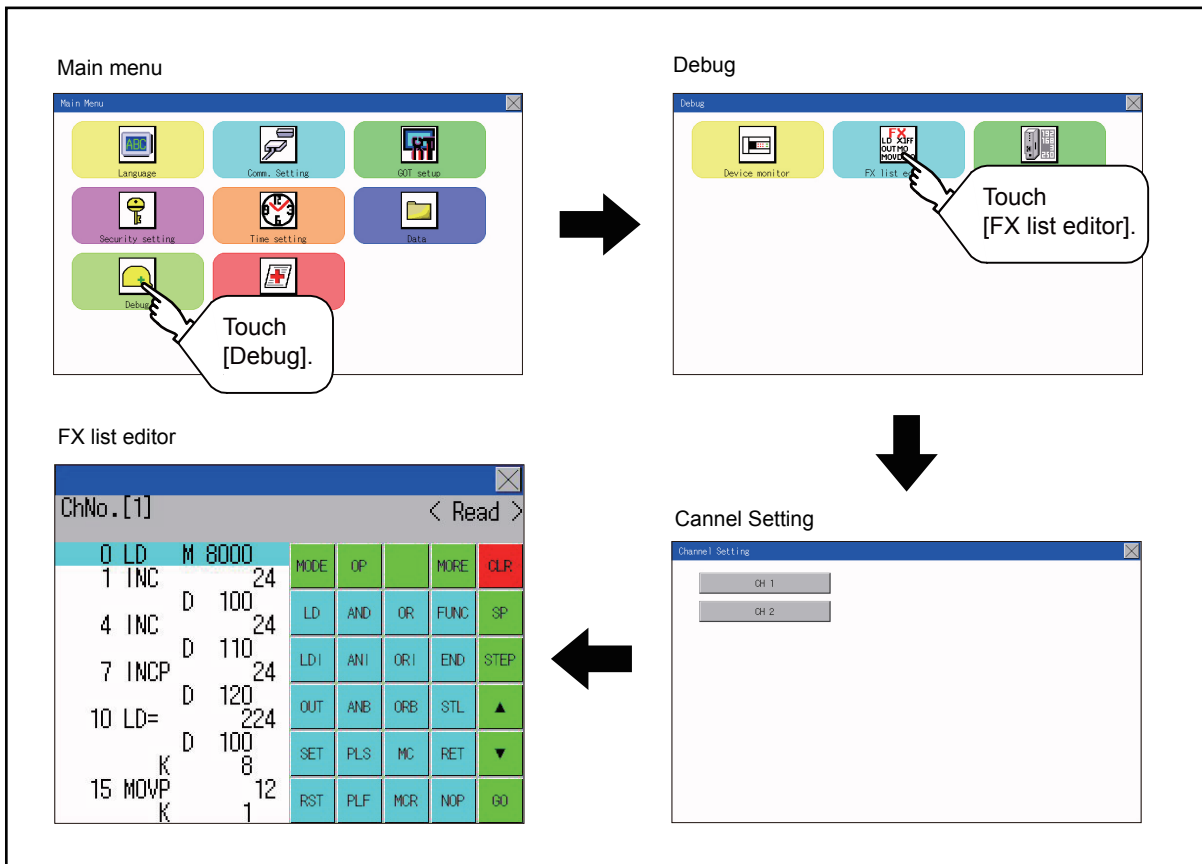 Main menu
Main Menu
ABC
Language
Comm. Setting
GOT setup
Security setting
Time setting
Data
Debug
Touch
[Debug].
Debug
Debug
Device monitor
FX
FX list ed
Touch
[FX list editor].
Cannel Setting
Channel Setting
CH 1
CH 2
FX list editor
ChNo.[1]
< Read >
0 LD M 8000
1 INC 24
D 100
4 INC 24
D 110
7 INCP 24
D 120
10 LD= 224
D 100
K 8
15 MOVP 12
K 1
MODE OP MORE CLR
LD AND OR FUNC SP
LDI ANI ORI END STEP
OUT ANB ORB STL ▲
SET PLS MC RET ▼
RST PLF MCR NOP GO